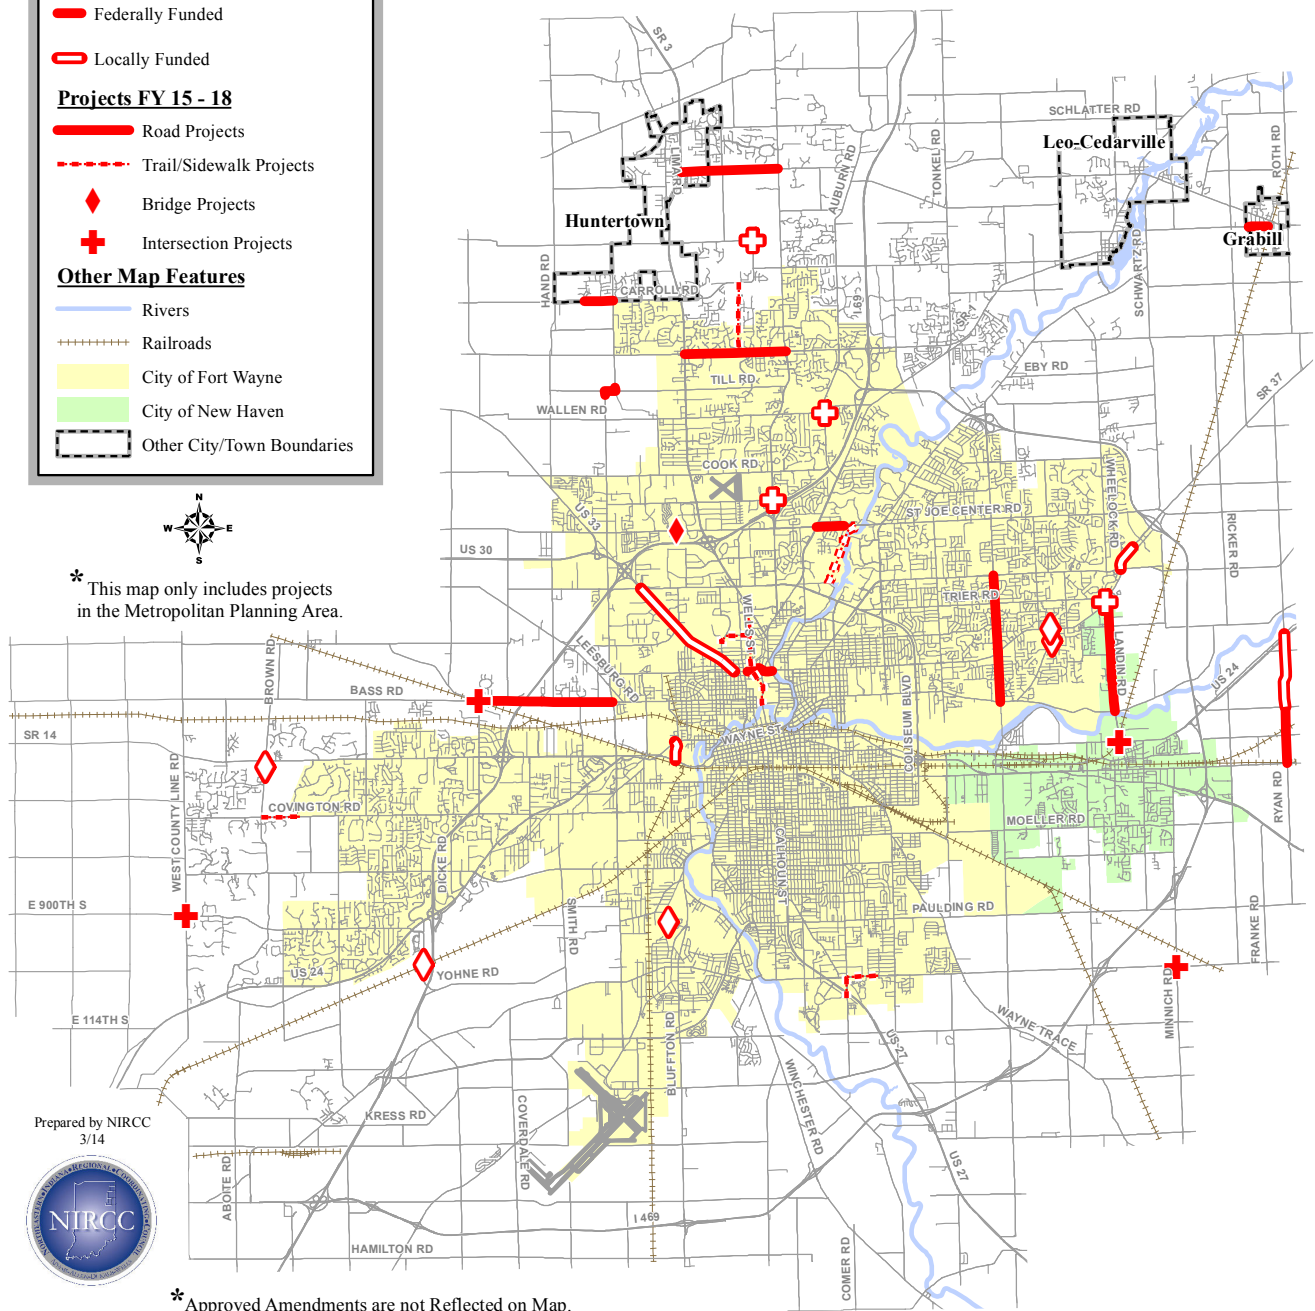 Federally Funded
Locally Funded
Projects FY 15 - 18
Road Projects
Trail/Sidewalk Projects
Bridge Projects
Intersection Projects
Other Map Features
Rivers
Railroads
City of Fort Wayne
City of New Haven
Other City/Town Boundaries
N
W E
S
* This map only includes projects
in the Metropolitan Planning Area.
SR 3
SCHLATTER RD
Leo-Cedarville
ROTH RD
LIMA RD
AUBURN RD
TONKEL RD
Huntertown
Grabill
SCHWARTZ RD
HAND RD
CARROLL RD
I 69
SR 1
TILL RD
EBY RD
SR 37
WALLEN RD
COOK RD
WHEELOCK RD
US 33
ST JOE CENTER RD
RICKER RD
US 30
TRIER RD
WELLS ST
LEESBURG RD
BROWN RD
BASS RD
LANDIN RD
US 24
COLISEUM BLVD
SR 14
WAYNE ST
WEST COUNTY LINE RD
COVINGTON RD
RYAN RD
MOELLER RD
DICKE RD
CALHOUN ST
E 900TH S
SMITH RD
PAULDING RD
FRANKE RD
US 24
YOHNE RD
MINNICH RD
E 114TH S
WAYNE TRACE
US 27
BLUFFTON RD
WINCHESTER RD
KRESS RD
COVERDALE RD
Prepared by NIRCC
3/14
US 27
ABOITE RD
NORTHEASTERN INDIANA REGIONAL COORDINATING COUNCIL
NIRCC
I 469
HAMILTON RD
COMER RD
*Approved Amendments are not Reflected on Map.